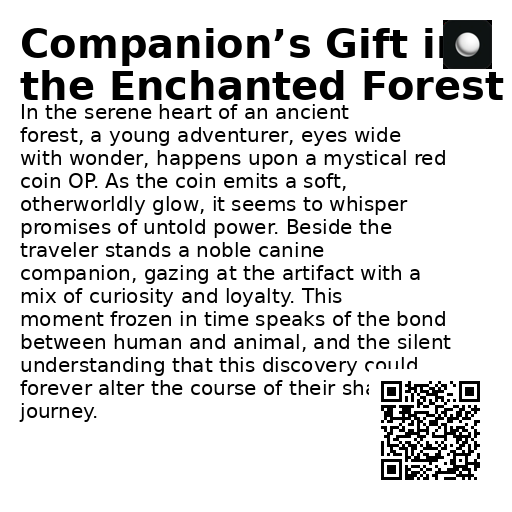 Companion’s Gift in
the Enchanted Forest
In the serene heart of an ancient
forest, a young adventurer, eyes wide
with wonder, happens upon a mystical red
coin OP. As the coin emits a soft,
otherworldly glow, it seems to whisper
promises of untold power. Beside the
traveler stands a noble canine
companion, gazing at the artifact with a
mix of curiosity and loyalty. This
moment frozen in time speaks of the bond
between human and animal, and the silent
understanding that this discovery could
forever alter the course of their
journey.